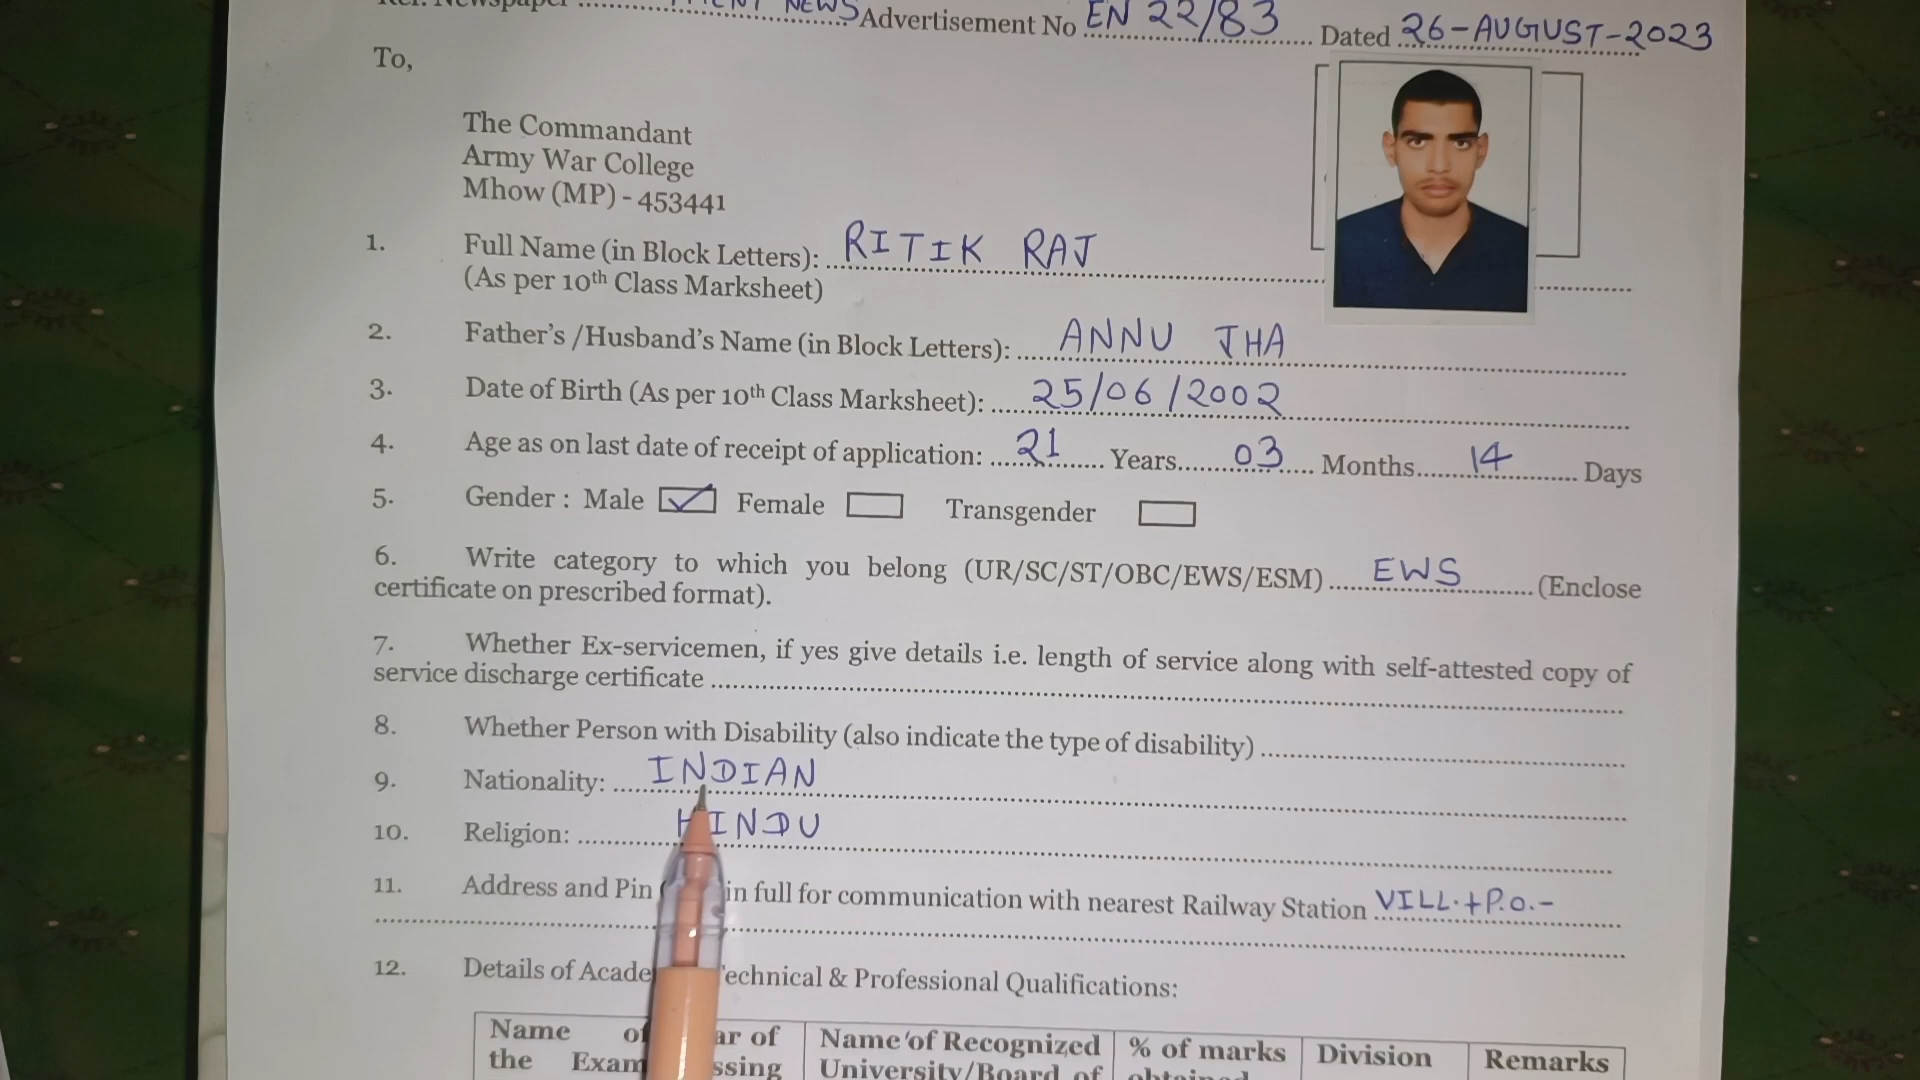 Ref. Newspaper ........ NEWS Advertisement No EN 22/83 Dated 26-AUGUST-2023
To,
The Commandant
Army War College
Mhow (MP) - 453441
1. Full Name (in Block Letters): RITIK RAJ
(As per 10th Class Marksheet)
2. Father's /Husband's Name (in Block Letters): ANNU JHA
3. Date of Birth (As per 10th Class Marksheet): 25/06/2002
4. Age as on last date of receipt of application: 21 Years 03 Months 14 Days
5. Gender : Male Female Transgender
6. Write category to which you belong (UR/SC/ST/OBC/EWS/ESM) EWS (Enclose
certificate on prescribed format).
7. Whether Ex-servicemen, if yes give details i.e. length of service along with self-attested copy of
service discharge certificate
8. Whether Person with Disability (also indicate the type of disability)
9. Nationality: INDIAN
10. Religion: HINDU
11. Address and Pin in full for communication with nearest Railway Station VILL.+P.O.-
12. Details of Technical & Professional Qualifications:
Name of Name of Recognized % of marks Division Remarks
the University/Board of obtained